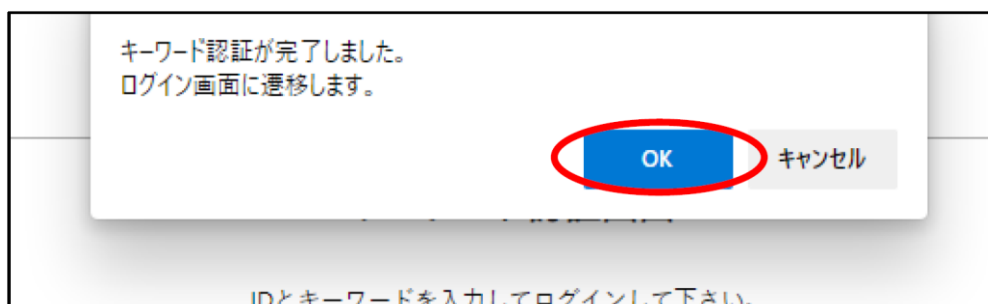 キーワード認証が完了しました。
ログイン画面に遷移します。
OK
キャンセル
IDとキーワードを入力してログインして下さい。